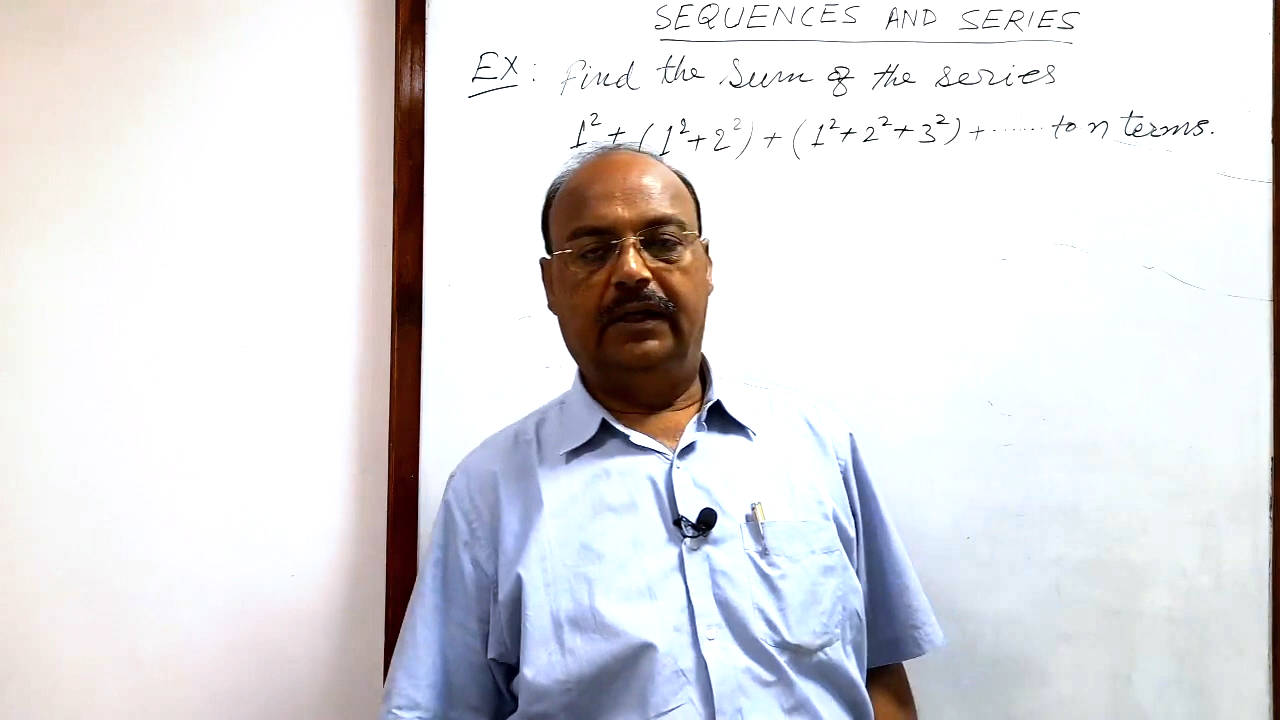 SEQUENCES AND SERIES
EX: Find the sum of the series
1² + (1²+2²) + (1²+2²+3²) + ...... to n terms.